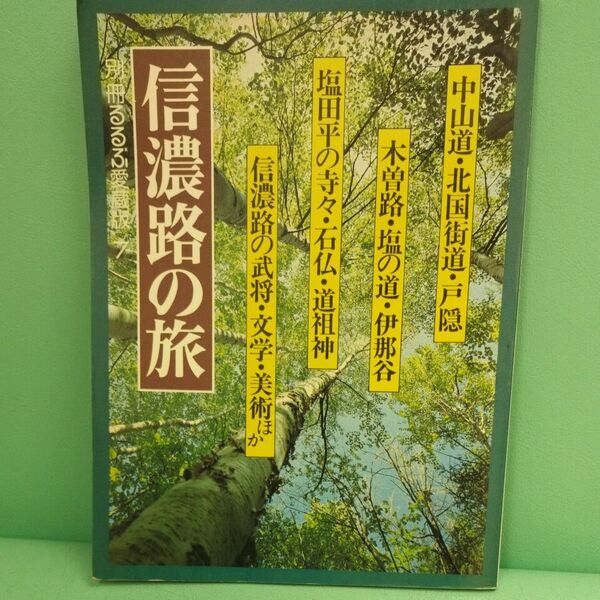 中山道・北国街道・戸隠
木曽路・塩の道・伊那谷
塩田平の寺々・石仏・道祖神
信濃路の武将・文学・美術ほか
信濃路の旅
別冊るるぶ愛蔵版